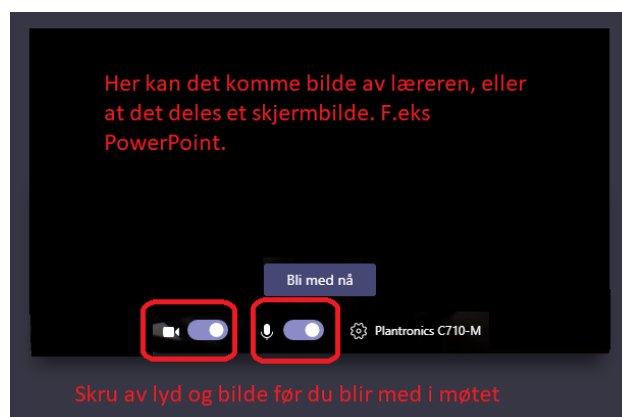 Her kan det komme bilde av læreren, eller
at det deles et skjermbilde. F.eks
PowerPoint.
Bli med nå
Plantronics C710-M
Skru av lyd og bilde før du blir med i møtet